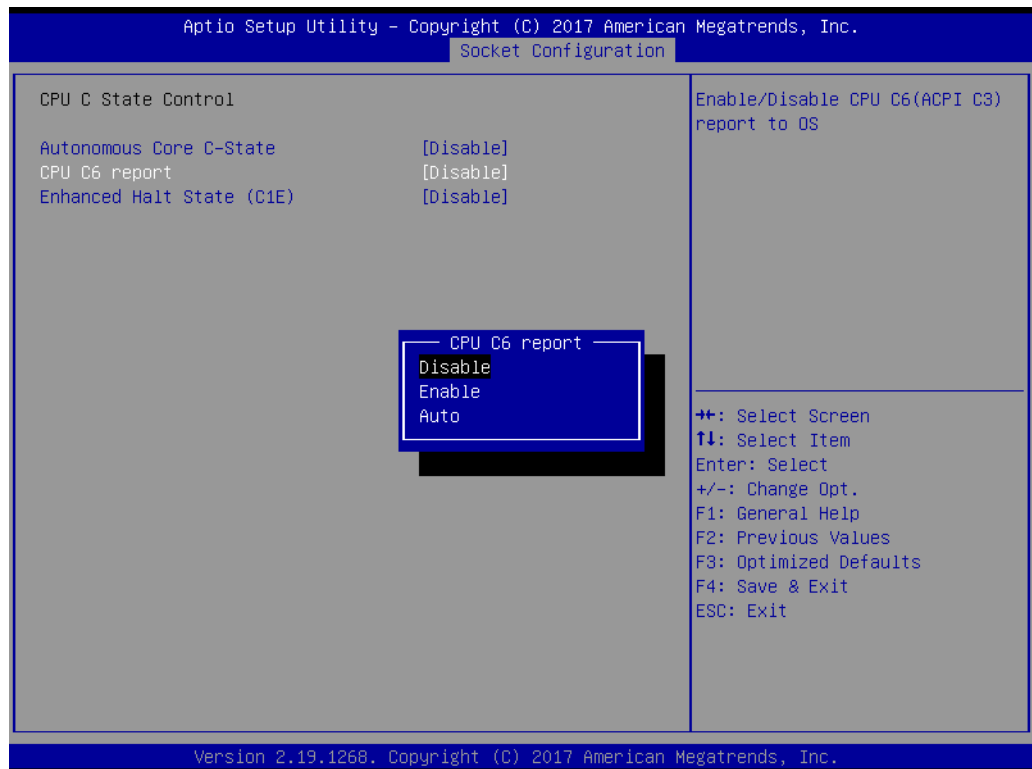 Aptio Setup Utility – Copyright (C) 2017 American Megatrends, Inc.
Socket Configuration
CPU C State Control
Autonomous Core C-State [Disable]
CPU C6 report [Disable]
Enhanced Halt State (C1E) [Disable]
CPU C6 report
Disable
Enable
Auto
Enable/Disable CPU C6(ACPI C3)
report to OS
→←: Select Screen
↑↓: Select Item
Enter: Select
+/-: Change Opt.
F1: General Help
F2: Previous Values
F3: Optimized Defaults
F4: Save & Exit
ESC: Exit
Version 2.19.1268. Copyright (C) 2017 American Megatrends, Inc.